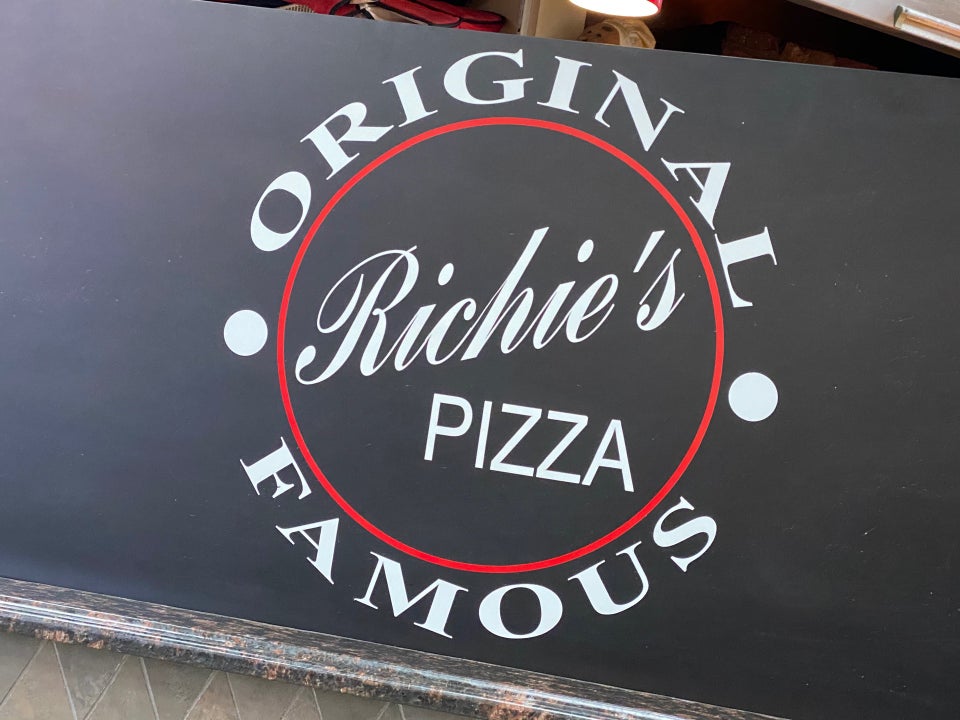 ORIGINAL
Richie's
PIZZA
FAMOUS